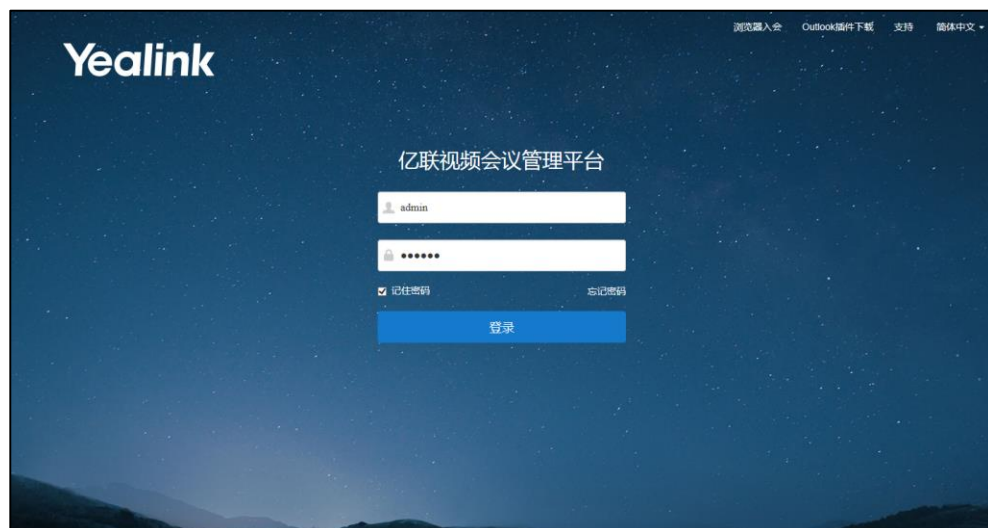 浏览器入会 Outlook插件下载 支持 简体中文
Yealink
亿联视频会议管理平台
admin
••••••
记住密码 忘记密码
登录